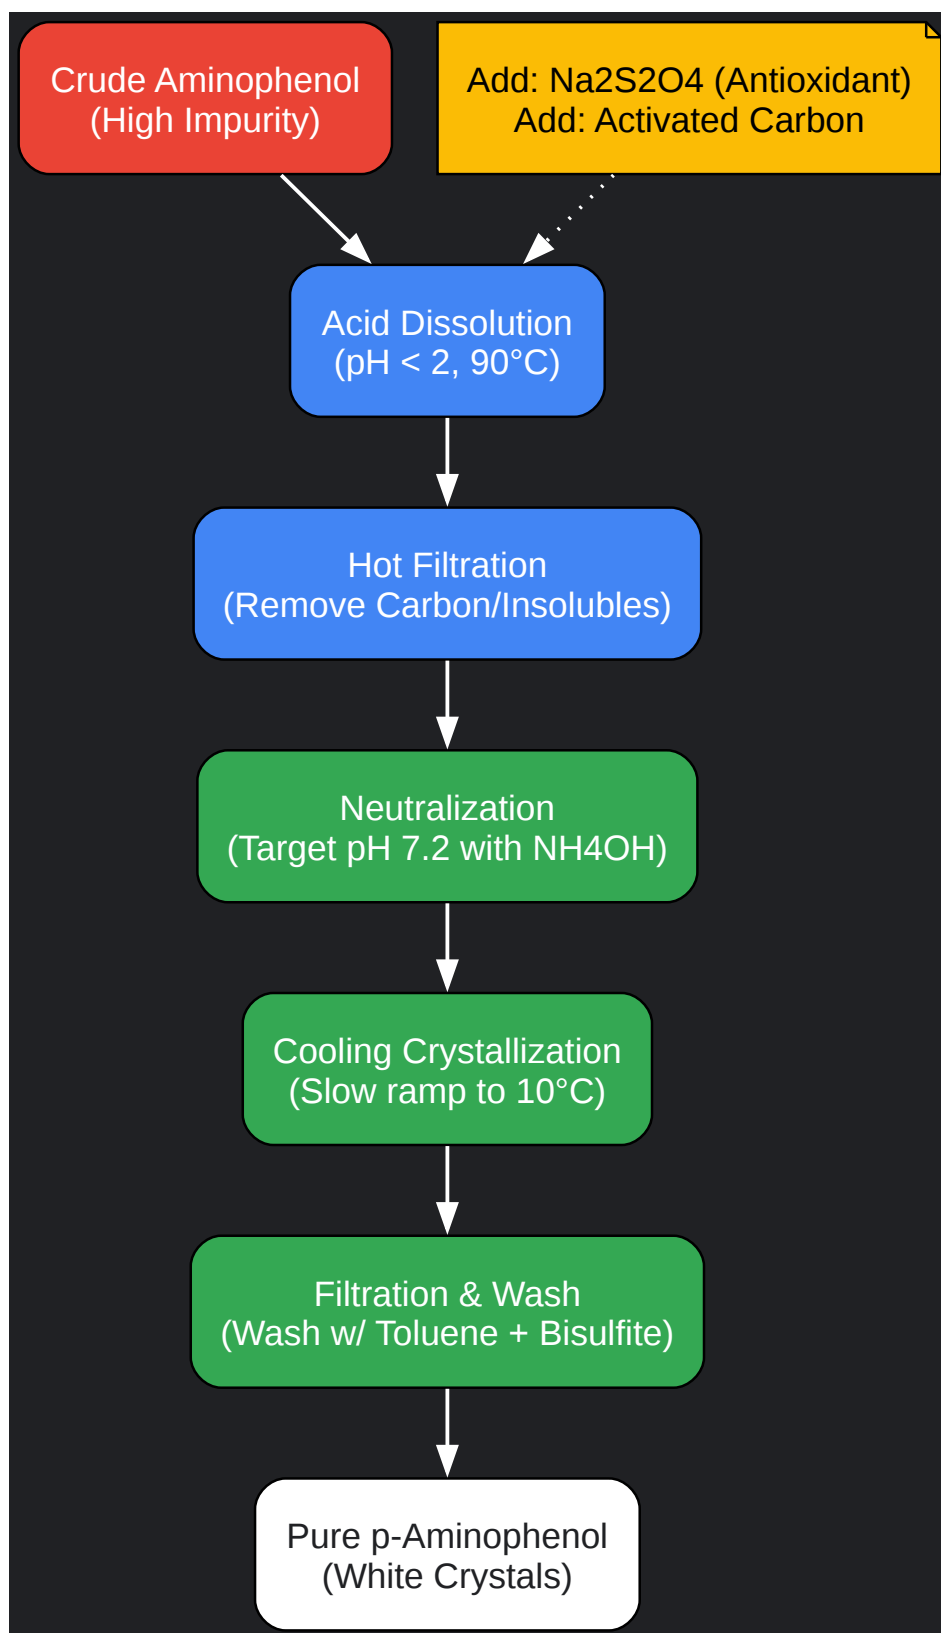 Crude Aminophenol
(High Impurity)
Add: Na2S2O4 (Antioxidant)
Add: Activated Carbon
Acid Dissolution
(pH < 2, 90°C)
Hot Filtration
(Remove Carbon/Insolubles)
Neutralization
(Target pH 7.2 with NH4OH)
Cooling Crystallization
(Slow ramp to 10°C)
Filtration & Wash
(Wash w/ Toluene + Bisulfite)
Pure p-Aminophenol
(White Crystals)